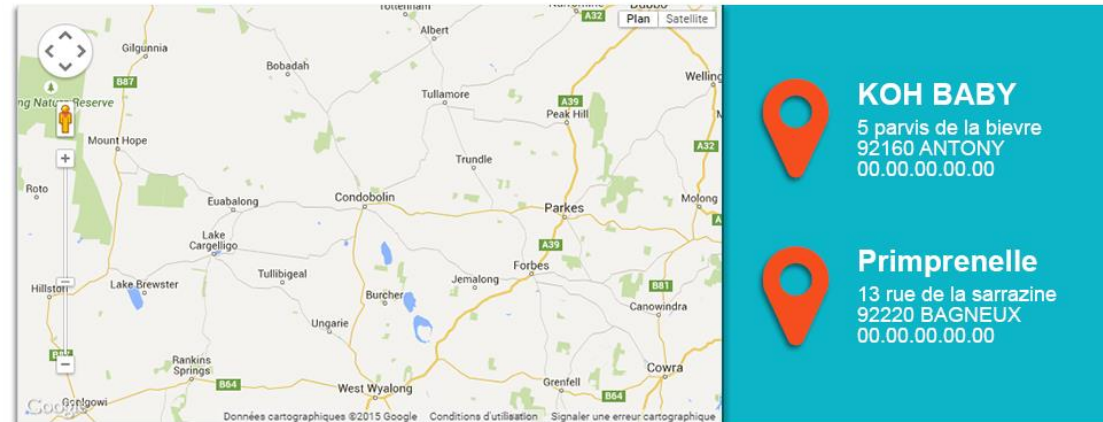 Tottenham
Narromine
Dubbo
A32
Plan
Satellite
Albert
Gilgunnia
Bobadah
B87
Tullamore
A39
Peak Hill
Mount Hope
A32
Trundle
Roto
Euabalong
Condobolin
Parkes
Molong
Lake
Cargelligo
A39
Forbes
Tullibigeal
Jemalong
B81
Hillston
Lake Brewster
Burcher
Canowindra
Ungarie
Rankins
Springs
B64
West Wyalong
Grenfell
Cowra
B64
Google
Données cartographiques ©2015 Google
Conditions d'utilisation
Signaler une erreur cartographique
KOH BABY
5 parvis de la bievre
92160 ANTONY
00.00.00.00.00
Primprenelle
13 rue de la sarrazine
92220 BAGNEUX
00.00.00.00.00